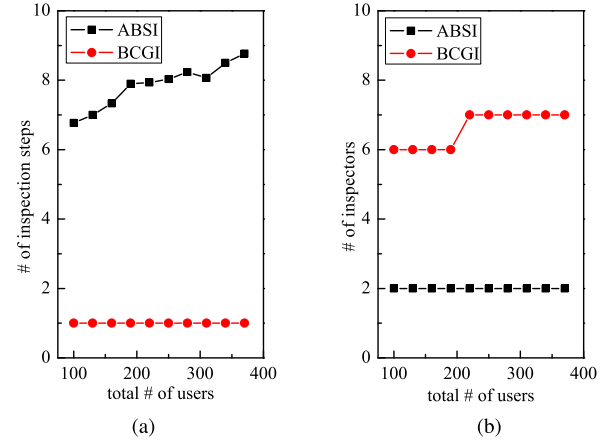 ABSI
BCGI
10
8
6
4
2
0
# of inspection steps
100
200
300
400
total # of users
(a)
ABSI
BCGI
10
8
6
4
2
0
# of inspectors
100
200
300
400
total # of users
(b)